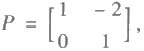 P = [ 1 - 2
0 1 ] ,